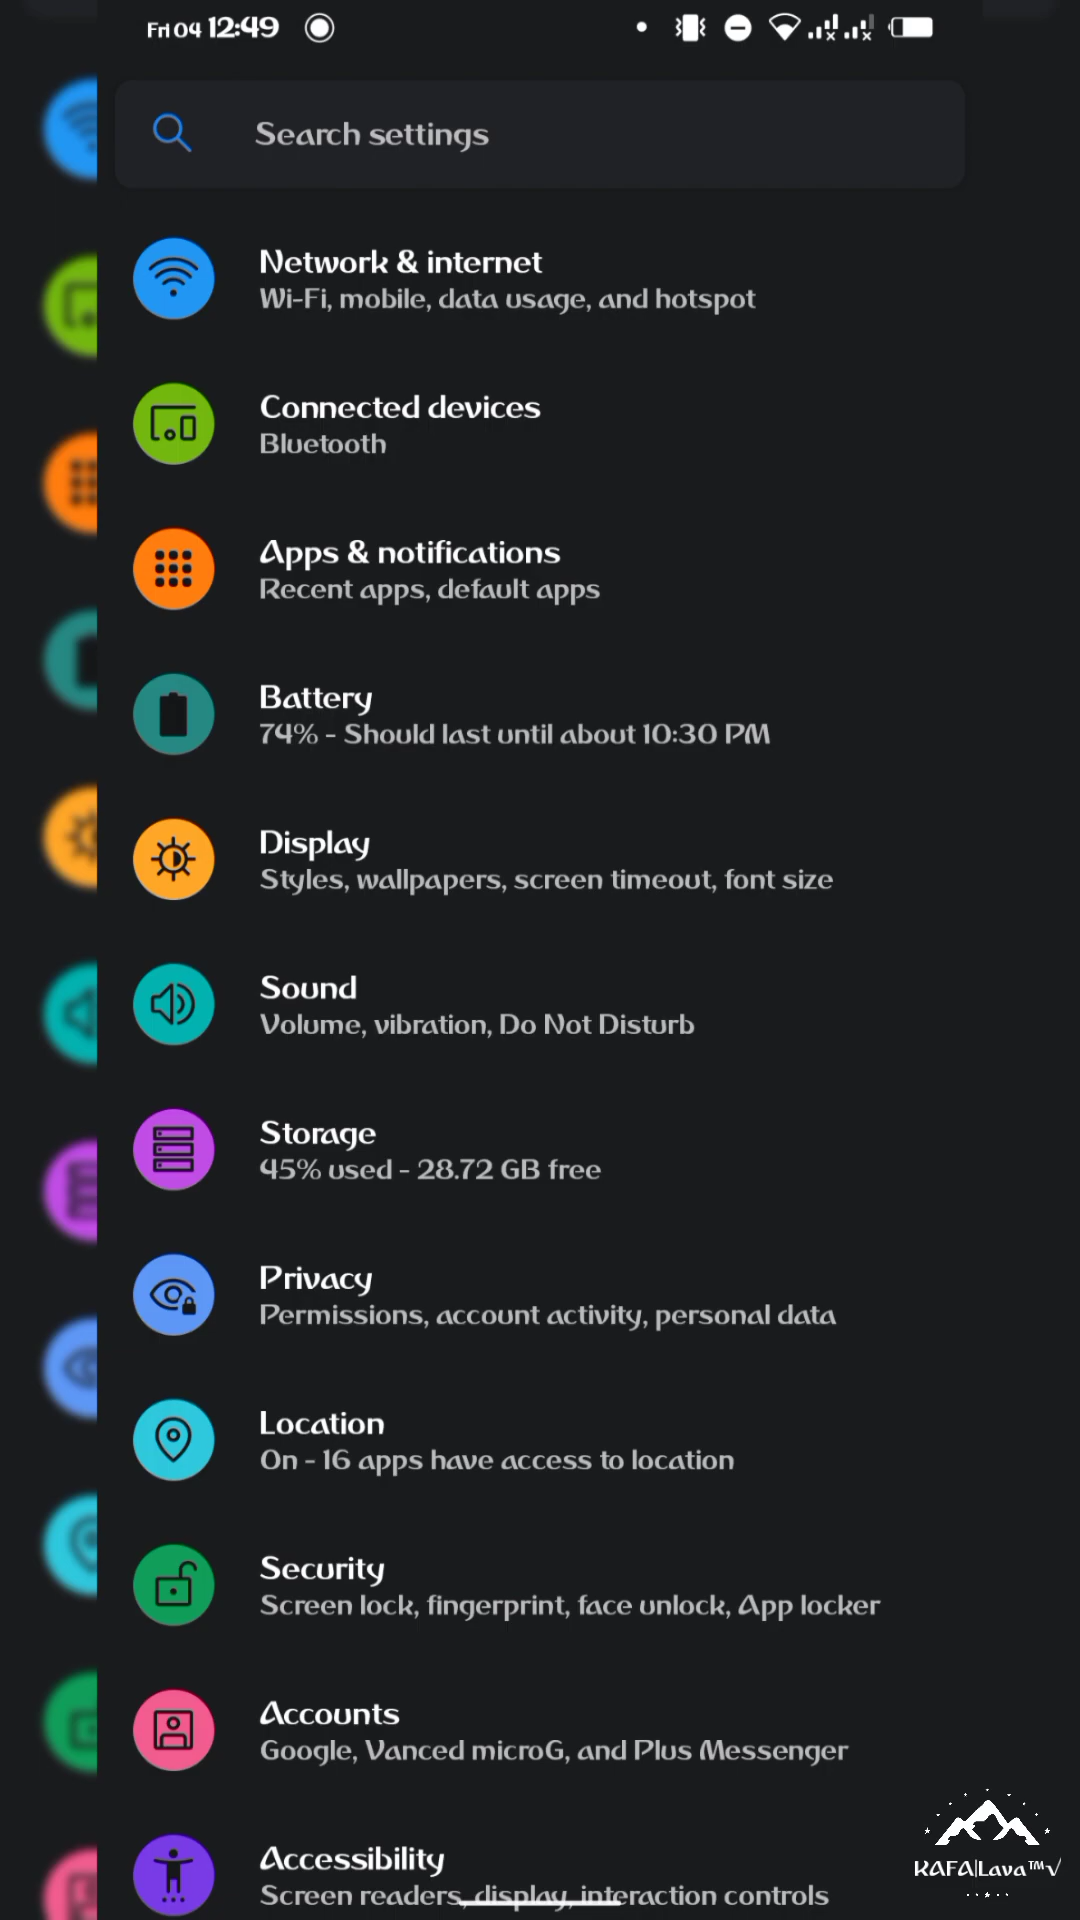 Fri 04 12:49
Search settings
Network & internet
Wi-Fi, mobile, data usage, and hotspot
Connected devices
Bluetooth
Apps & notifications
Recent apps, default apps
Battery
74% - Should last until about 10:30 PM
Display
Styles, wallpapers, screen timeout, font size
Sound
Volume, vibration, Do Not Disturb
Storage
45% used - 28.72 GB free
Privacy
Permissions, account activity, personal data
Location
On - 16 apps have access to location
Security
Screen lock, fingerprint, face unlock, App locker
Accounts
Google, Vanced microG, and Plus Messenger
Accessibility
Screen readers, display, interaction controls
KAFA|Lava™√